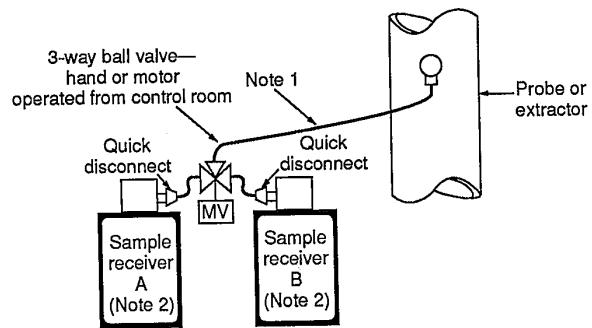 3-way ball valve—
hand or motor
operated from control room
Note 1
Probe or
extractor
Quick
disconnect
Quick
disconnect
MV
Sample
receiver
A
(Note 2)
Sample
receiver
B
(Note 2)